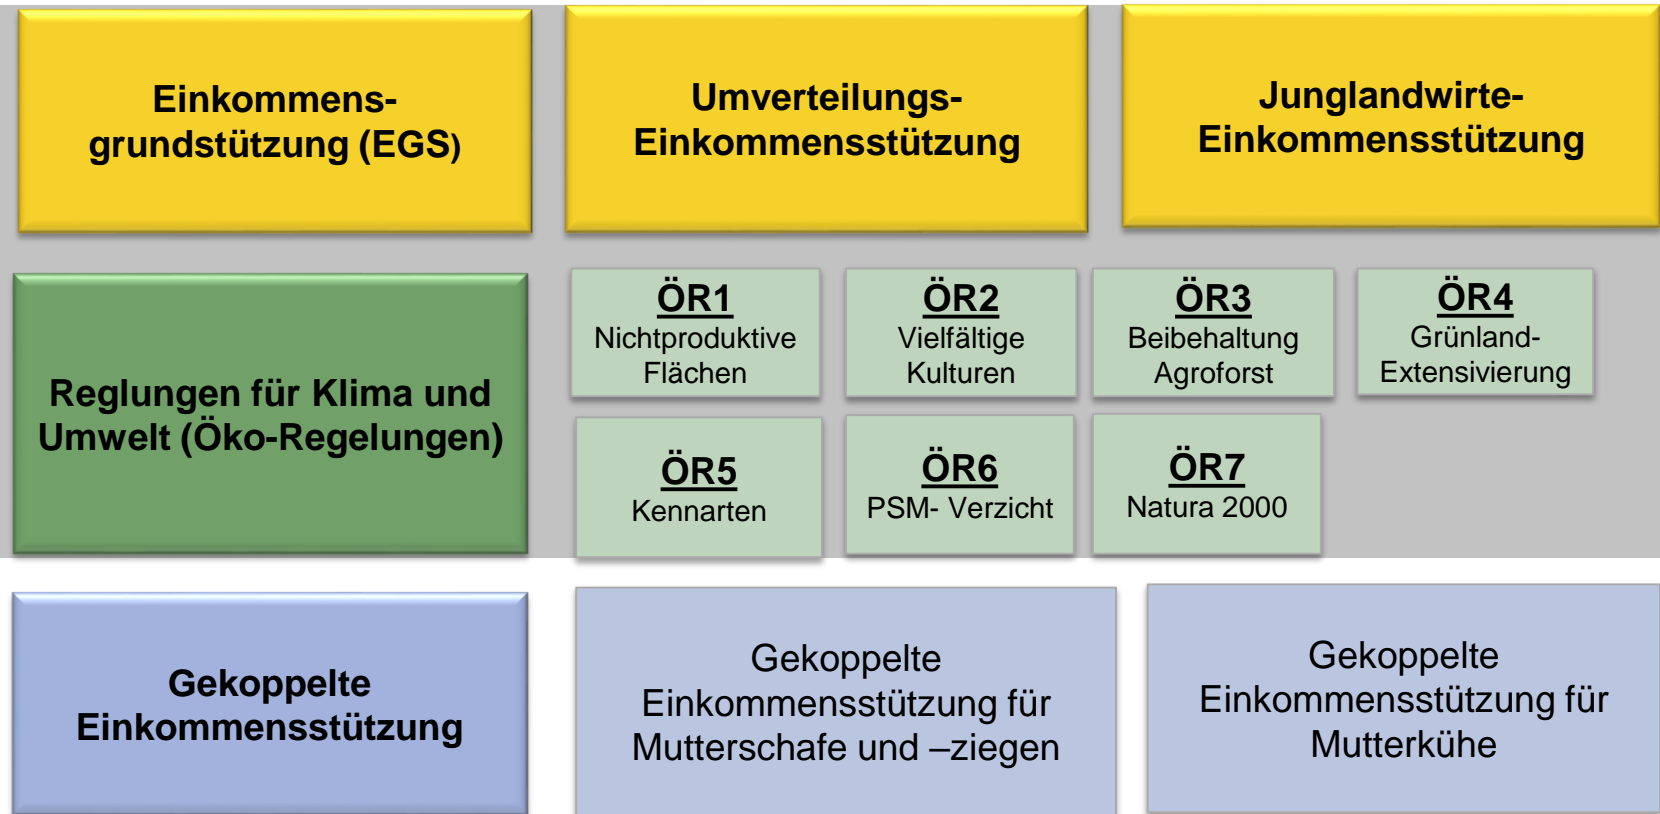 Einkommens-
grundstützung (EGS)
Umverteilungs-
Einkommensstützung
Junglandwirte-
Einkommensstützung
Reglungen für Klima und
Umwelt (Öko-Regelungen)
ÖR1
Nichtproduktive
Flächen
ÖR2
Vielfältige
Kulturen
ÖR3
Beibehaltung
Agroforst
ÖR4
Grünland-
Extensivierung
ÖR5
Kennarten
ÖR6
PSM- Verzicht
ÖR7
Natura 2000
Gekoppelte
Einkommensstützung
Gekoppelte
Einkommensstützung für
Mutterschafe und –ziegen
Gekoppelte
Einkommensstützung für
Mutterkühe